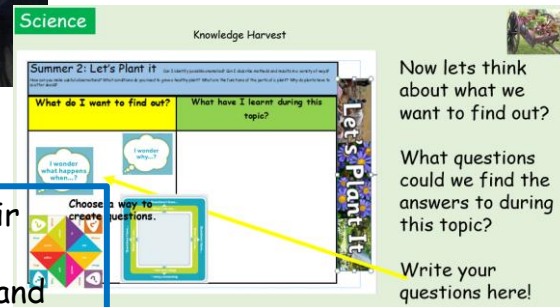 Science
Knowledge Harvest
Summer 2: Let's Plant it
What do I want to find out?
What have I learnt during this topic?
I wonder what happens when...?
I wonder why...?
Choose a way to create questions.
Let's Plant It
Now lets think
about what we
want to find out?
What questions
could we find the
answers to during
this topic?
Write your
questions here!
ir
and